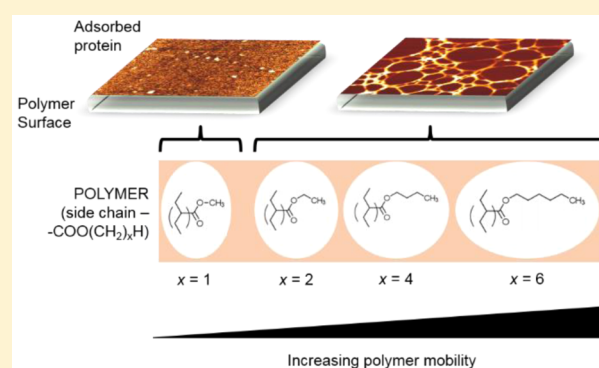 Adsorbed
protein
Polymer
Surface
POLYMER
(side chain –
-COO(CH₂)ₓH)
O-CH₃
O
O CH₃
O
O CH₃
O
O CH₃
O
x = 1
x = 2
x = 4
x = 6
Increasing polymer mobility